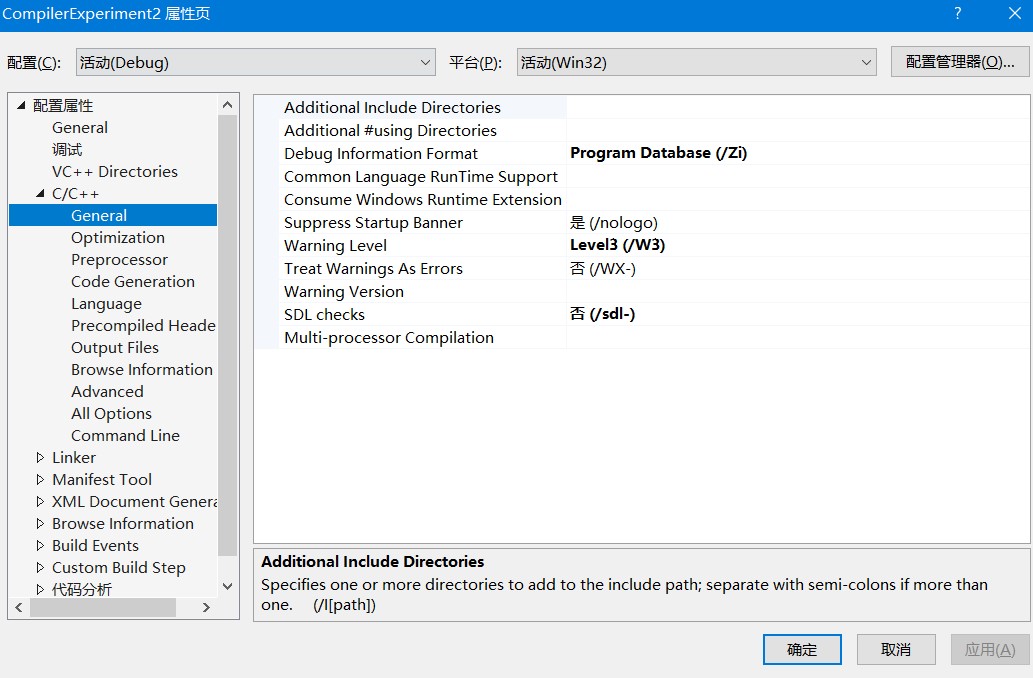 CompilerExperiment2 属性页
配置(C): 活动(Debug) 平台(P): 活动(Win32) 配置管理器(O)...
配置属性
General
调试
VC++ Directories
C/C++
General
Optimization
Preprocessor
Code Generation
Language
Precompiled Heade
Output Files
Browse Information
Advanced
All Options
Command Line
Linker
Manifest Tool
XML Document Genera
Browse Information
Build Events
Custom Build Step
代码分析
Additional Include Directories
Additional #using Directories
Debug Information Format Program Database (/Zi)
Common Language RunTime Support
Consume Windows Runtime Extension
Suppress Startup Banner 是 (/nologo)
Warning Level Level3 (/W3)
Treat Warnings As Errors 否 (/WX-)
Warning Version
SDL checks 否 (/sdl-)
Multi-processor Compilation
Additional Include Directories
Specifies one or more directories to add to the include path; separate with semi-colons if more than
one. (/I[path])
确定 取消 应用(A)